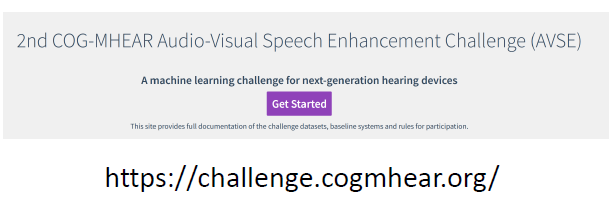 2nd COG-MHEAR Audio-Visual Speech Enhancement Challenge (AVSE)
A machine learning challenge for next-generation hearing devices
Get Started
This site provides full documentation of the challenge datasets, baseline systems and rules for participation.
https://challenge.cogmhear.org/